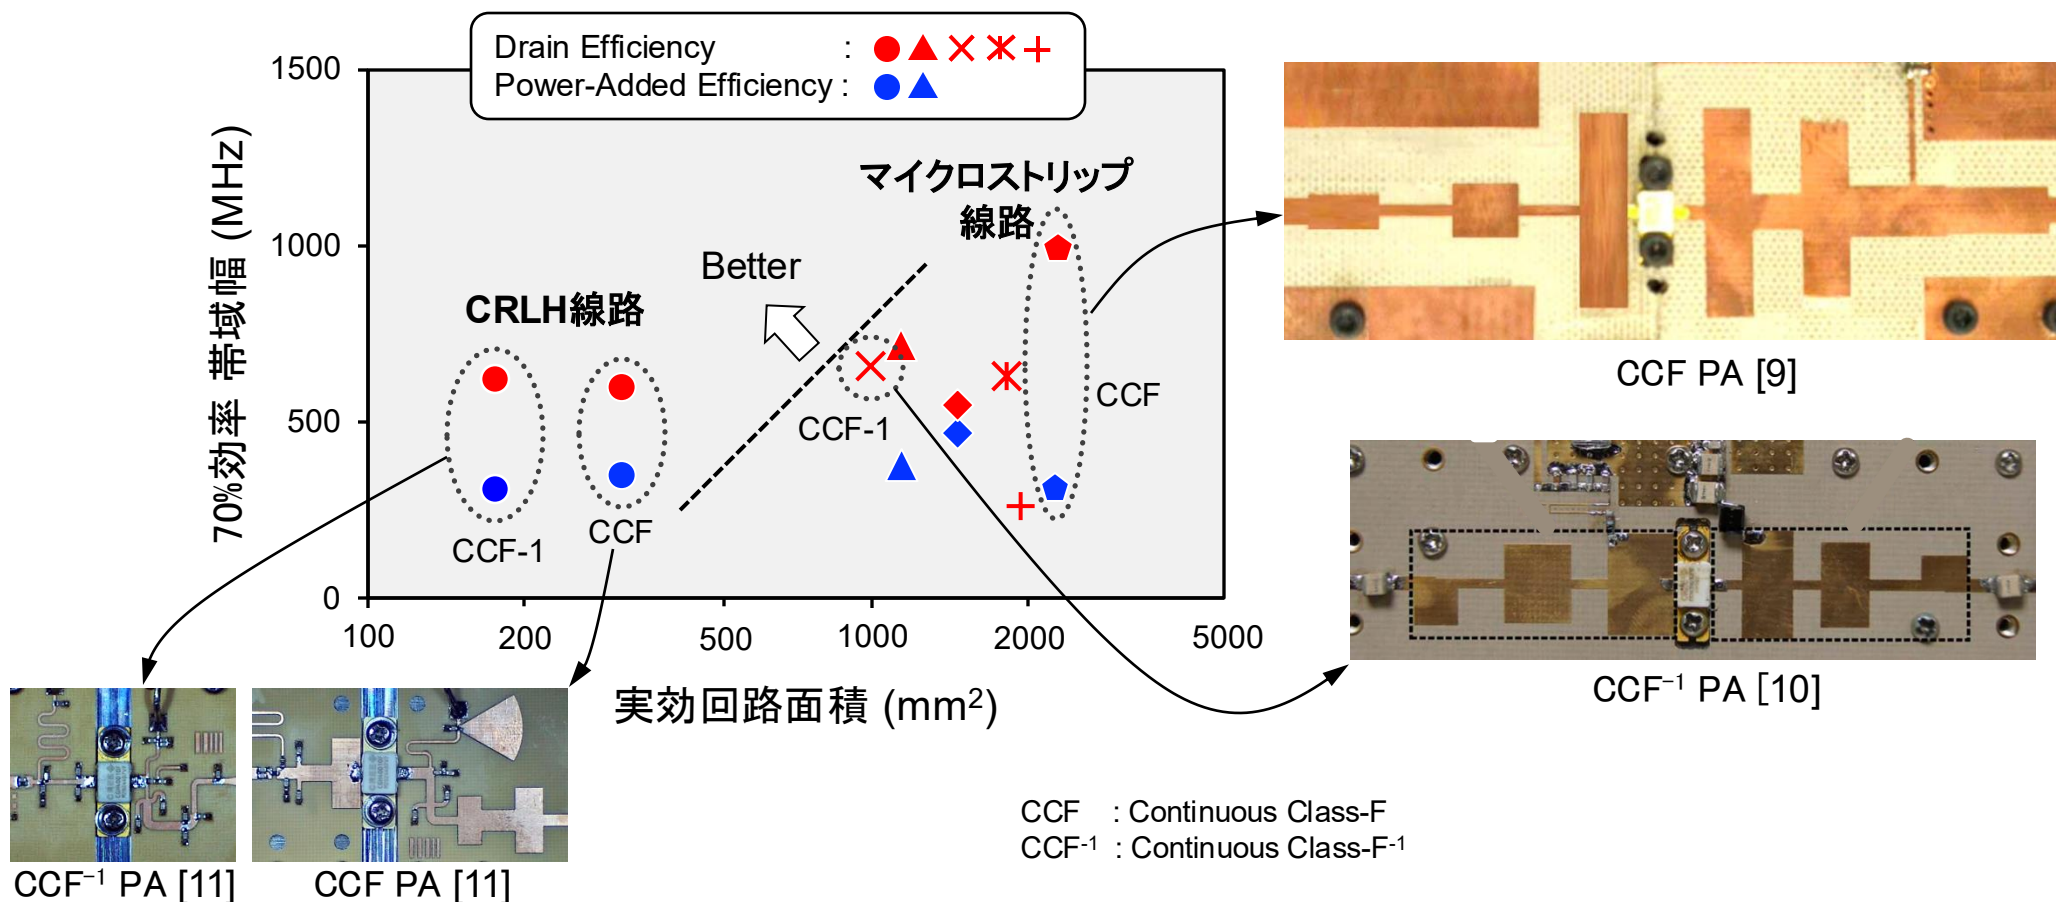 Drain Efficiency :
Power-Added Efficiency :
1500
1000
500
0
70%効率 帯域幅 (MHz)
マイクロストリップ
線路
Better
CRLH線路
CCF
CCF-1
CCF-1
CCF
100 200 500 1000 2000 5000
実効回路面積 (mm2)
CCF PA [9]
CCF−1 PA [10]
CCF−1 PA [11]
CCF PA [11]
CCF : Continuous Class-F
CCF-1 : Continuous Class-F-1